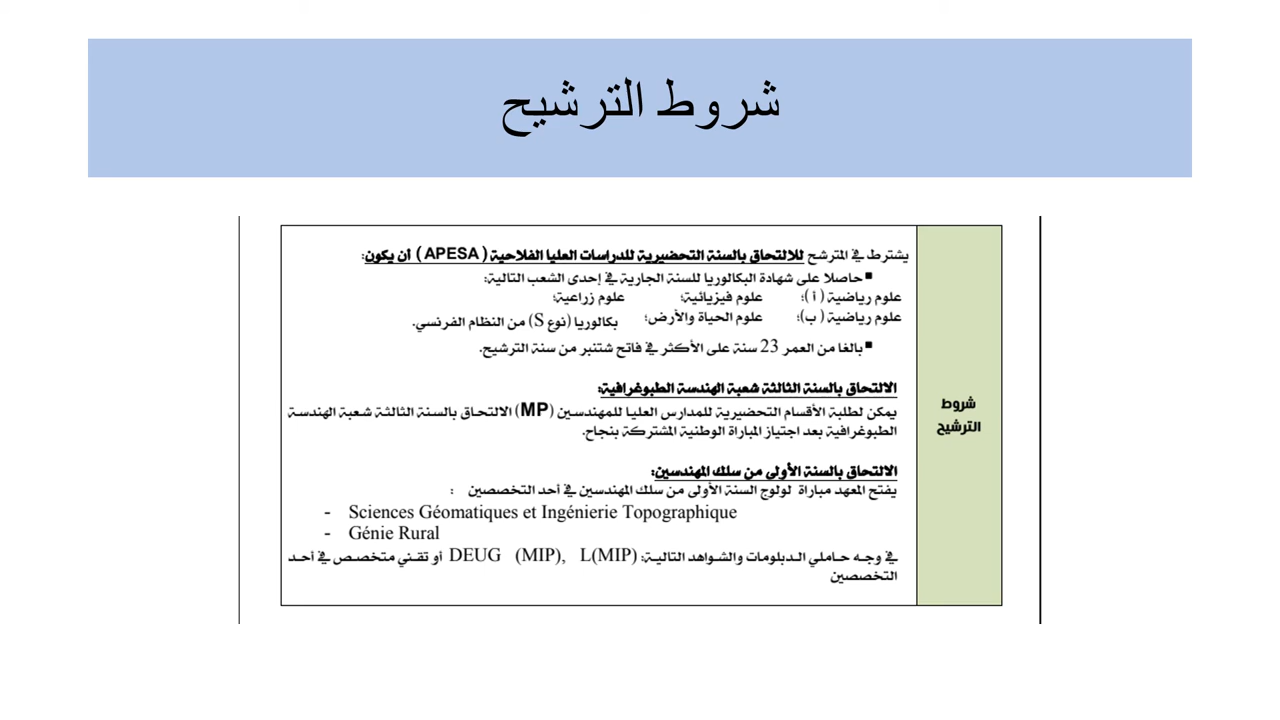 شروط الترشيح
يشترط في المترشح للالتحاق بالسنة التحضيرية للدراسات العليا الفلاحية (APESA) أن يكون:
▪ حاصلا على شهادة البكالوريا للسنة الجارية في إحدى الشعب التالية:
علوم رياضية (أ)؛ علوم فيزيائية؛ علوم زراعية؛
علوم رياضية (ب)؛ علوم الحياة والأرض؛ بكالوريا (نوع S) من النظام الفرنسي.
▪ بالغا من العمر 23 سنة على الأكثر في فاتح شتنبر من سنة الترشيح.
الالتحاق بالسنة الثالثة شعبة الهندسة الطبوغرافية:
يمكن لطلبة الأقسام التحضيرية للمدارس العليا للمهندسين (MP) الالتحاق بالسنة الثالثة شعبة الهندسة
الطبوغرافية بعد اجتياز المباراة الوطنية المشتركة بنجاح.
شروط
الترشيح
الالتحاق بالسنة الأولى من سلك المهندسين:
يفتح المعهد مباراة لولوج السنة الأولى من سلك المهندسين في أحد التخصصين :
- Sciences Géomatiques et Ingénierie Topographique
- Génie Rural
في وجه حاملي الدبلومات والشواهد التالية: DEUG (MIP), L(MIP) أو تقني متخصص في أحد
التخصصين